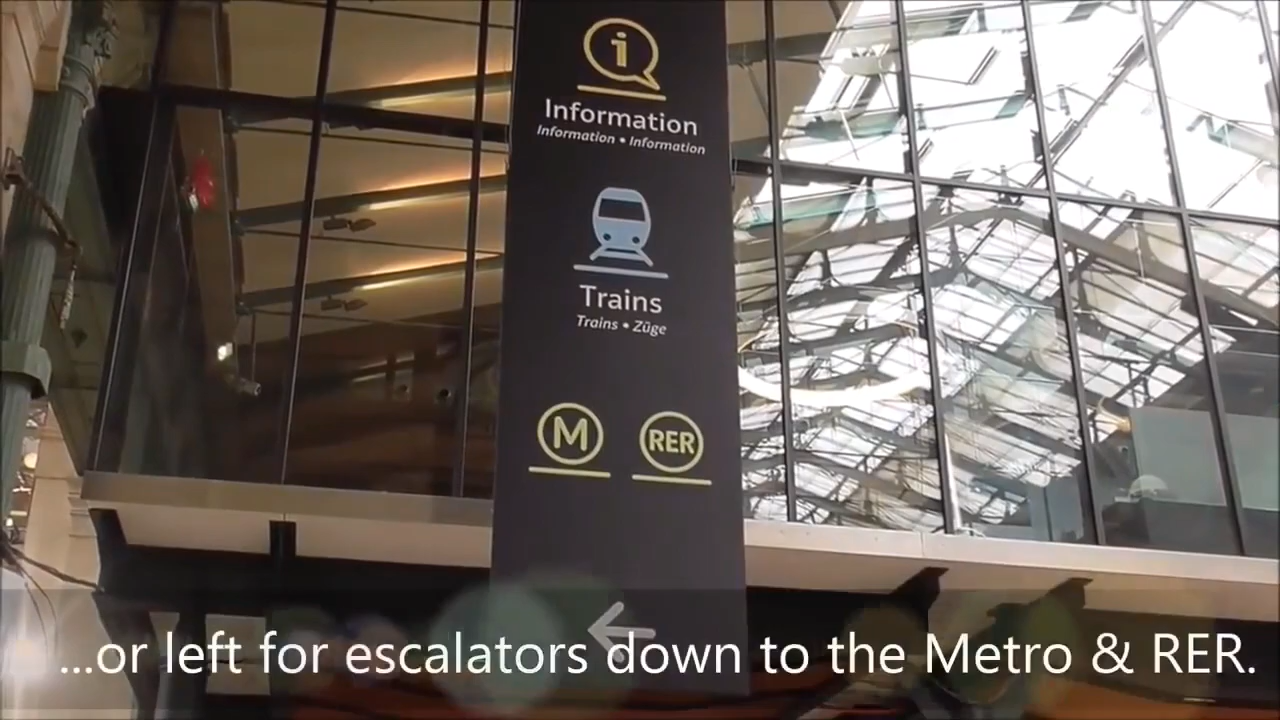 i
Information
Information • Information
Trains
Trains • Züge
M RER
...or left for escalators down to the Metro & RER.